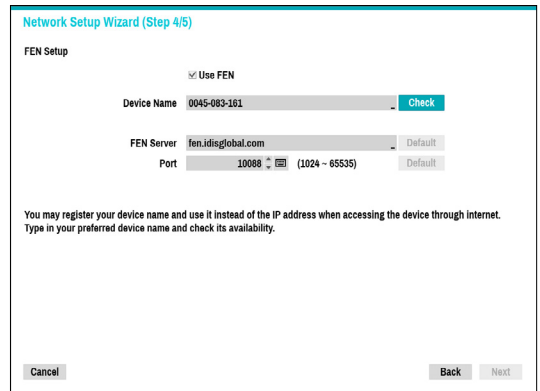 Network Setup Wizard (Step 4/5)
FEN Setup
Use FEN
Device Name 0045-083-161 Check
FEN Server fen.idisglobal.com Default
Port 10088 (1024 ~ 65535) Default
You may register your device name and use it instead of the IP address when accessing the device through internet.
Type in your preferred device name and check its availability.
Cancel Back Next